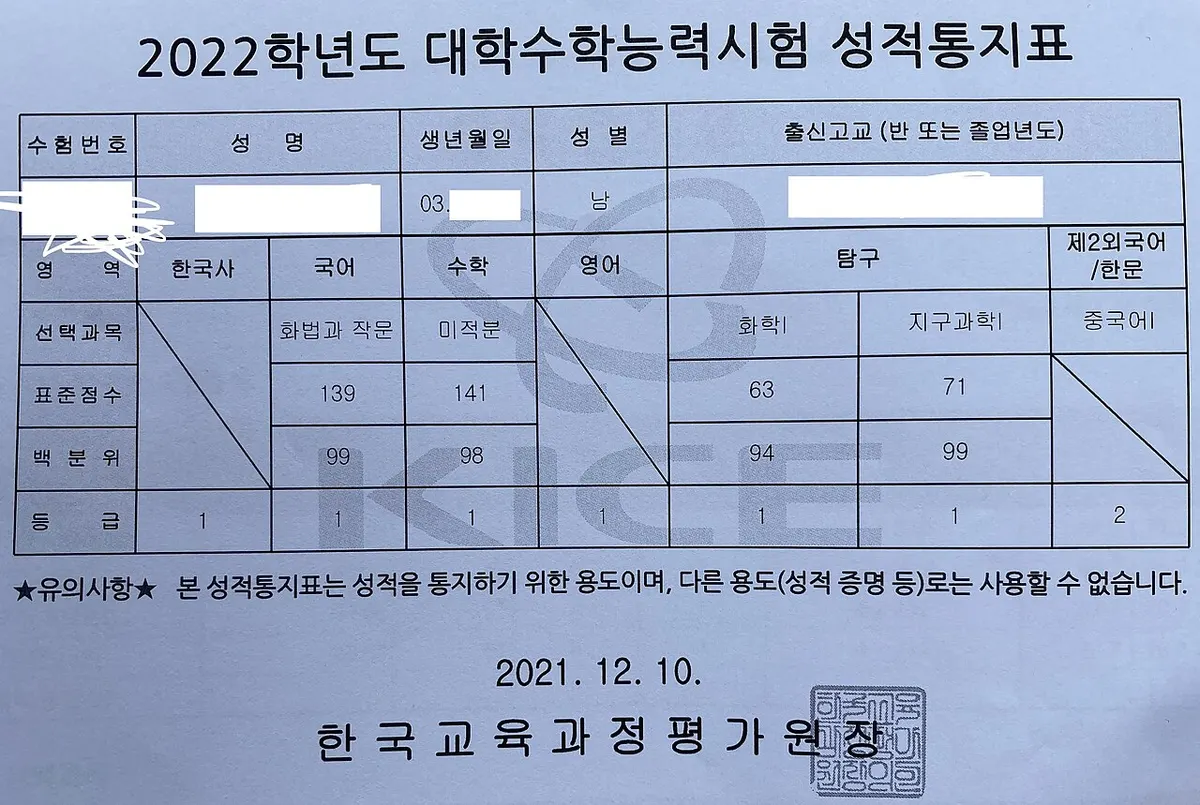 2022학년도 대학수학능력시험 성적통지표
수험번호 성 명 생년월일 성 별 출신고교 (반 또는 졸업년도)
03. 남
영 역 한국사 국어 수학 영어 탐구 제2외국어
/한문
선택과목 화법과 작문 미적분 화학Ⅰ 지구과학Ⅰ 중국어Ⅰ
표준점수 139 141 63 71
백 분 위 99 98 94 99
등 급 1 1 1 1 1 1 2
★유의사항★ 본 성적통지표는 성적을 통지하기 위한 용도이며, 다른 용도(성적 증명 등)로는 사용할 수 없습니다.
2021. 12. 10.
한국교육과정평가원장
KICE